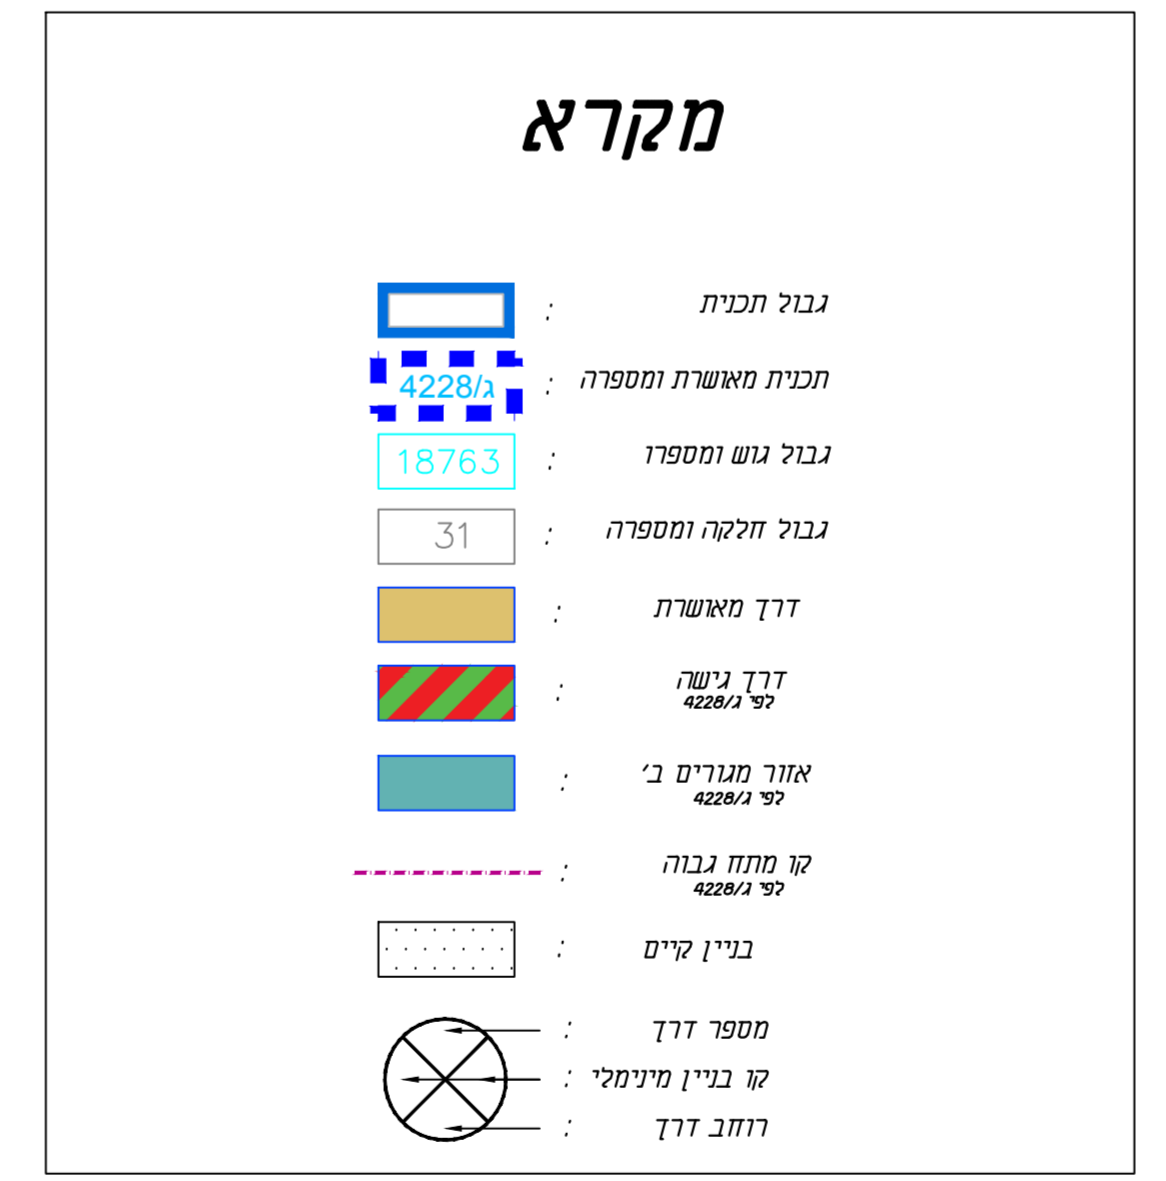 מקרא
גבול תכנית :
תכנית מאושרת ומספרה : ג/4228
גבול גוש ומספרו : 18763
גבול חלקה ומספרה : 31
דרך מאושרת :
דרך גישה :
לפי ג/4228
אזור מגורים ב' :
לפי ג/4228
קו מתח גבוה :
לפי ג/4228
בניין קיים :
מספר דרך :
קו בניין מינימלי :
רוחב דרך :